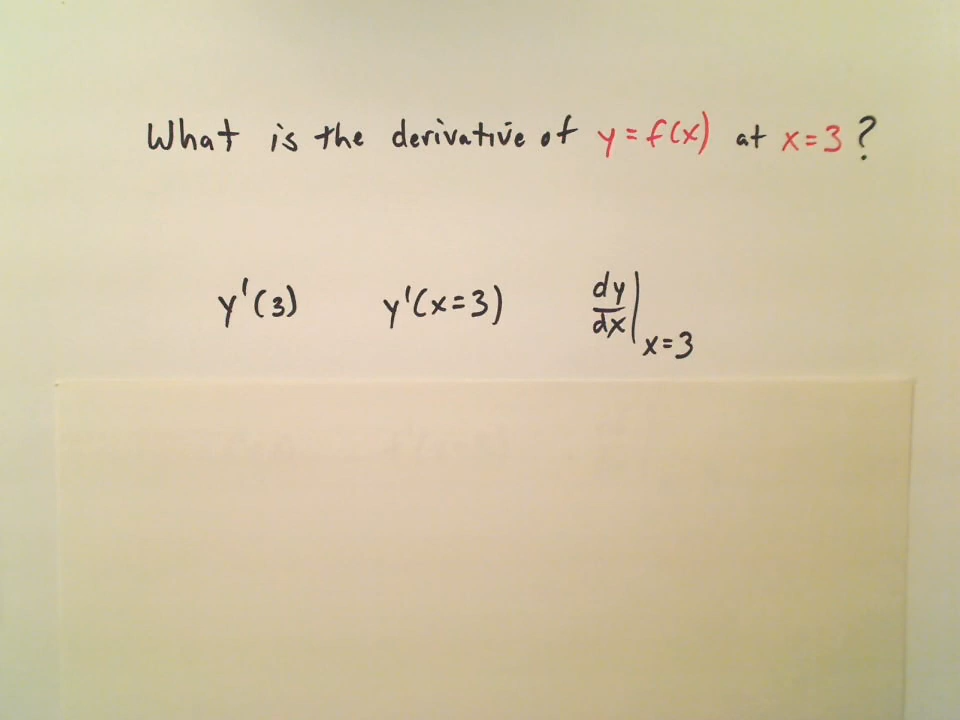 What is the derivative of y=f(x) at x=3?
y'(3) y'(x=3) dy/dx|x=3